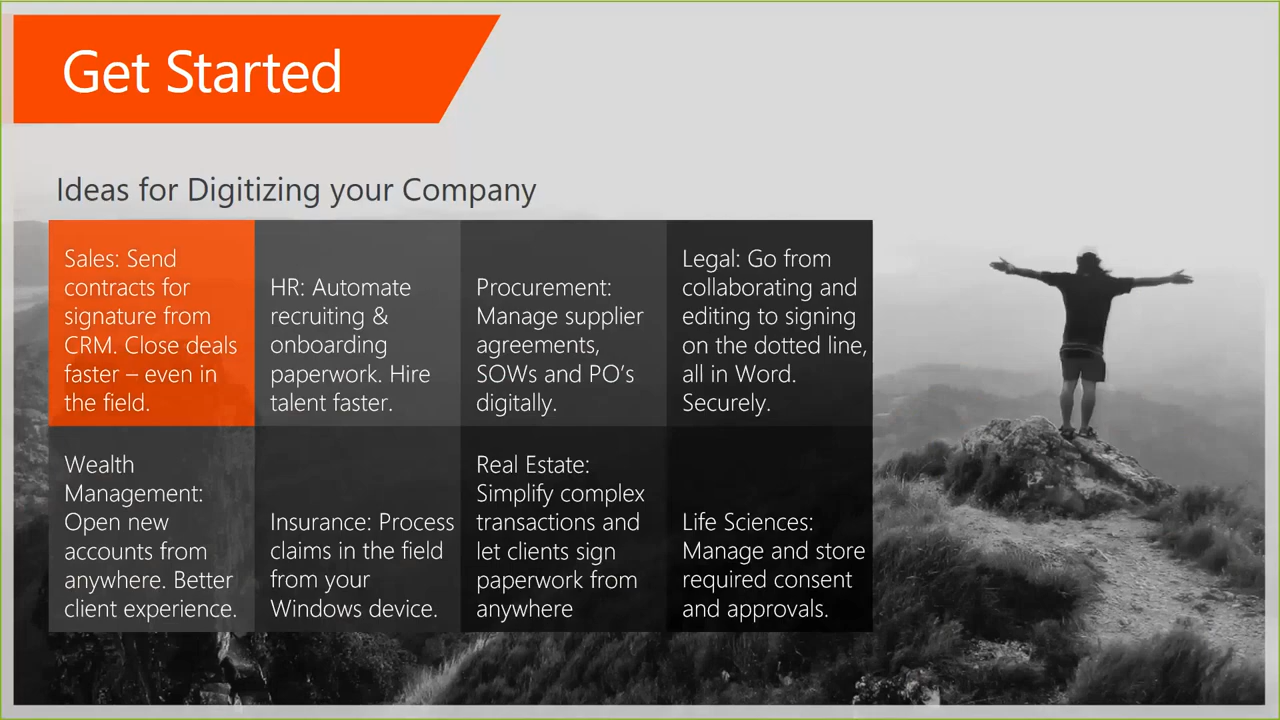 Get Started
Ideas for Digitizing your Company
Sales: Send
contracts for
signature from
CRM. Close deals
faster – even in
the field.
HR: Automate
recruiting &
onboarding
paperwork. Hire
talent faster.
Procurement:
Manage supplier
agreements,
SOWs and PO's
digitally.
Legal: Go from
collaborating and
editing to signing
on the dotted line,
all in Word.
Securely.
Wealth
Management:
Open new
accounts from
anywhere. Better
client experience.
Insurance: Process
claims in the field
from your
Windows device.
Real Estate:
Simplify complex
transactions and
let clients sign
paperwork from
anywhere
Life Sciences:
Manage and store
required consent
and approvals.